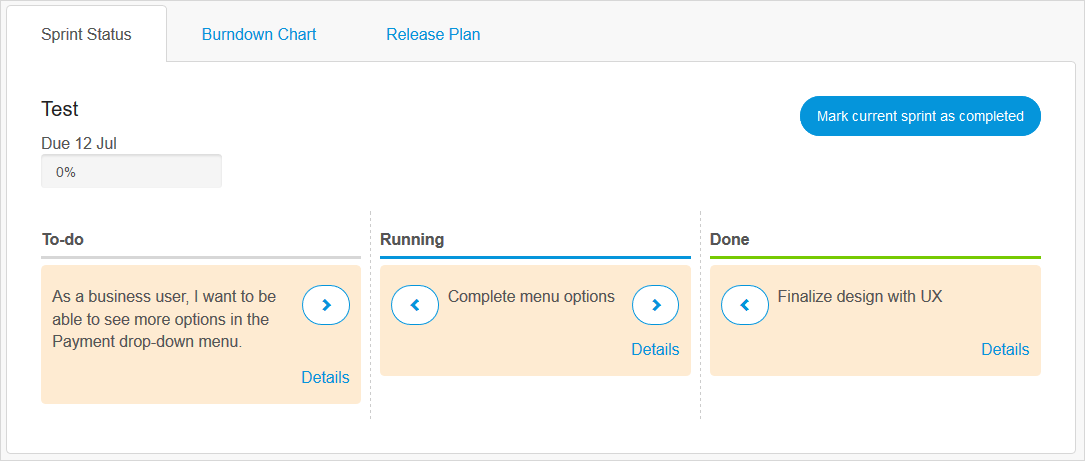 Sprint Status
Burndown Chart
Release Plan
Test
Mark current sprint as completed
Due 12 Jul
0%
To-do
As a business user, I want to be
able to see more options in the
Payment drop-down menu.
Details
Running
Complete menu options
Details
Done
Finalize design with UX
Details